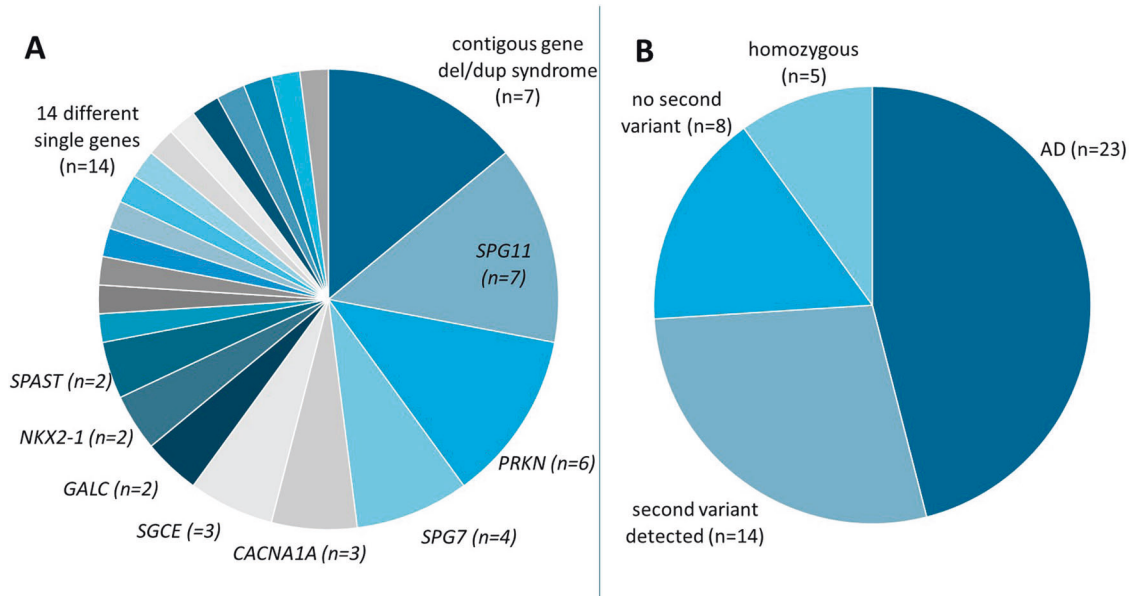 A
contigous gene
del/dup syndrome
(n=7)
14 different
single genes
(n=14)
SPG11
(n=7)
SPAST (n=2)
NKX2-1 (n=2)
GALC (n=2)
SGCE (=3)
CACNA1A (n=3)
SPG7 (n=4)
PRKN (n=6)
B
homozygous
(n=5)
no second
variant (n=8)
AD (n=23)
second variant
detected (n=14)